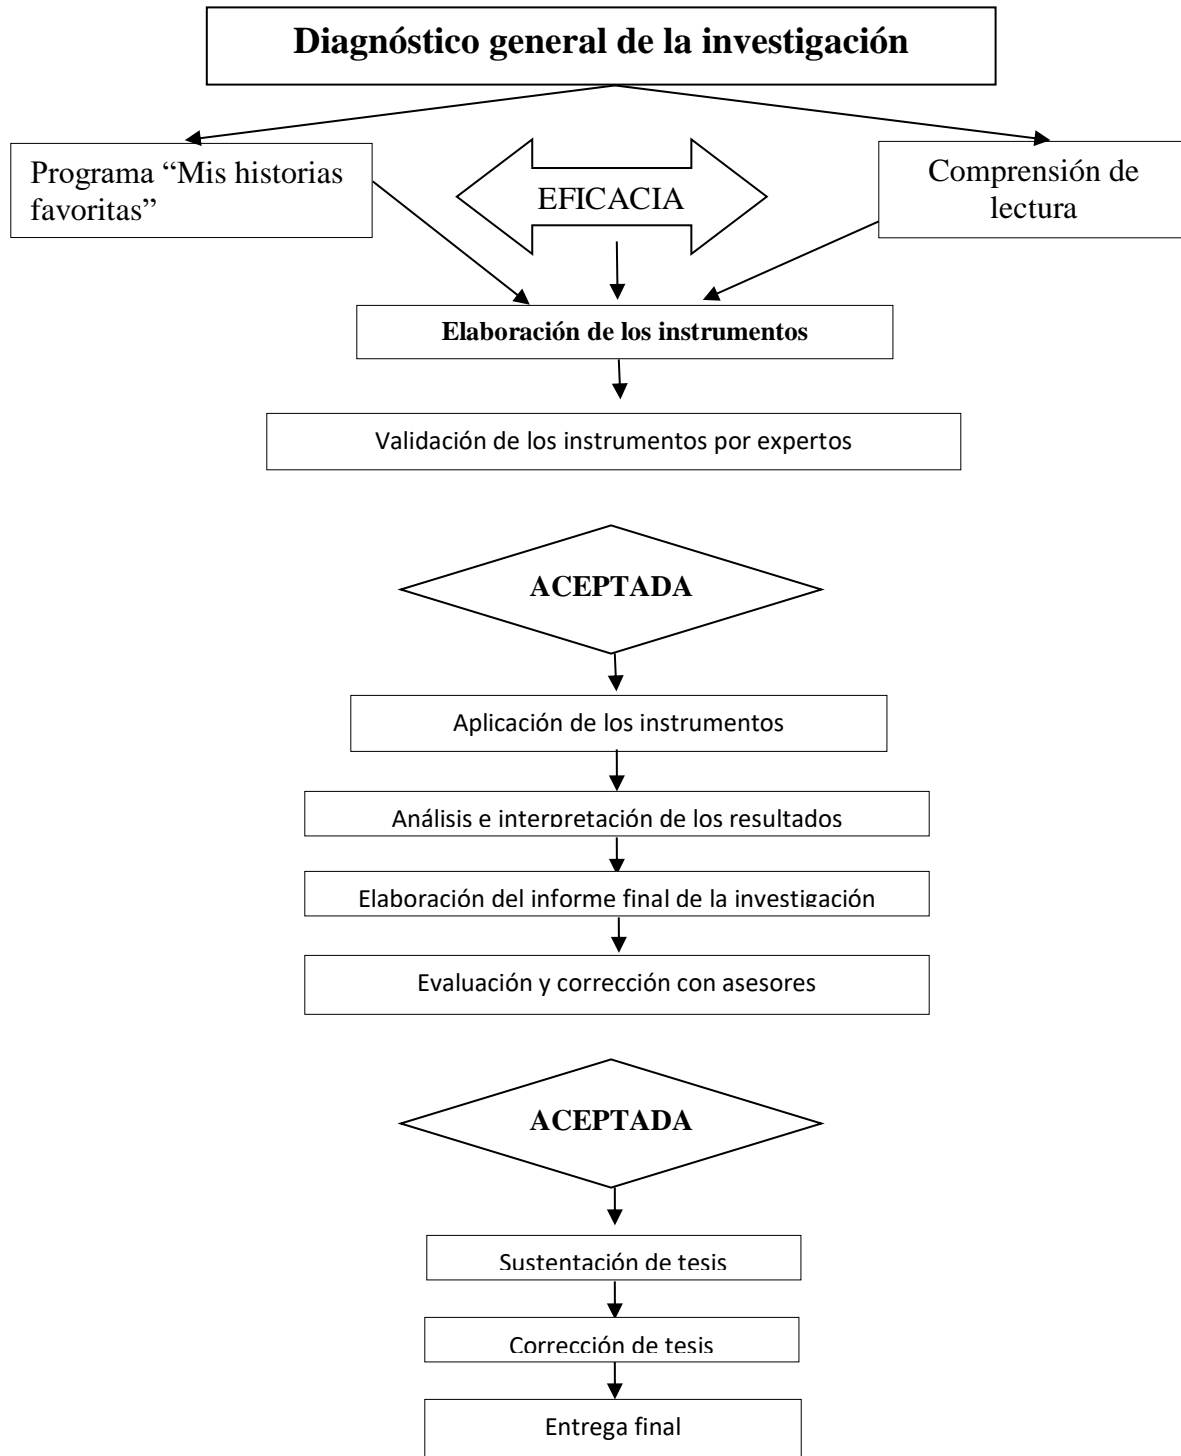 Diagnóstico general de la investigación
Programa “Mis historias
favoritas”
EFICACIA
Comprensión de
lectura
Elaboración de los instrumentos
Validación de los instrumentos por expertos
ACEPTADA
Aplicación de los instrumentos
Análisis e interpretación de los resultados
Elaboración del informe final de la investigación
Evaluación y corrección con asesores
ACEPTADA
Sustentación de tesis
Corrección de tesis
Entrega final